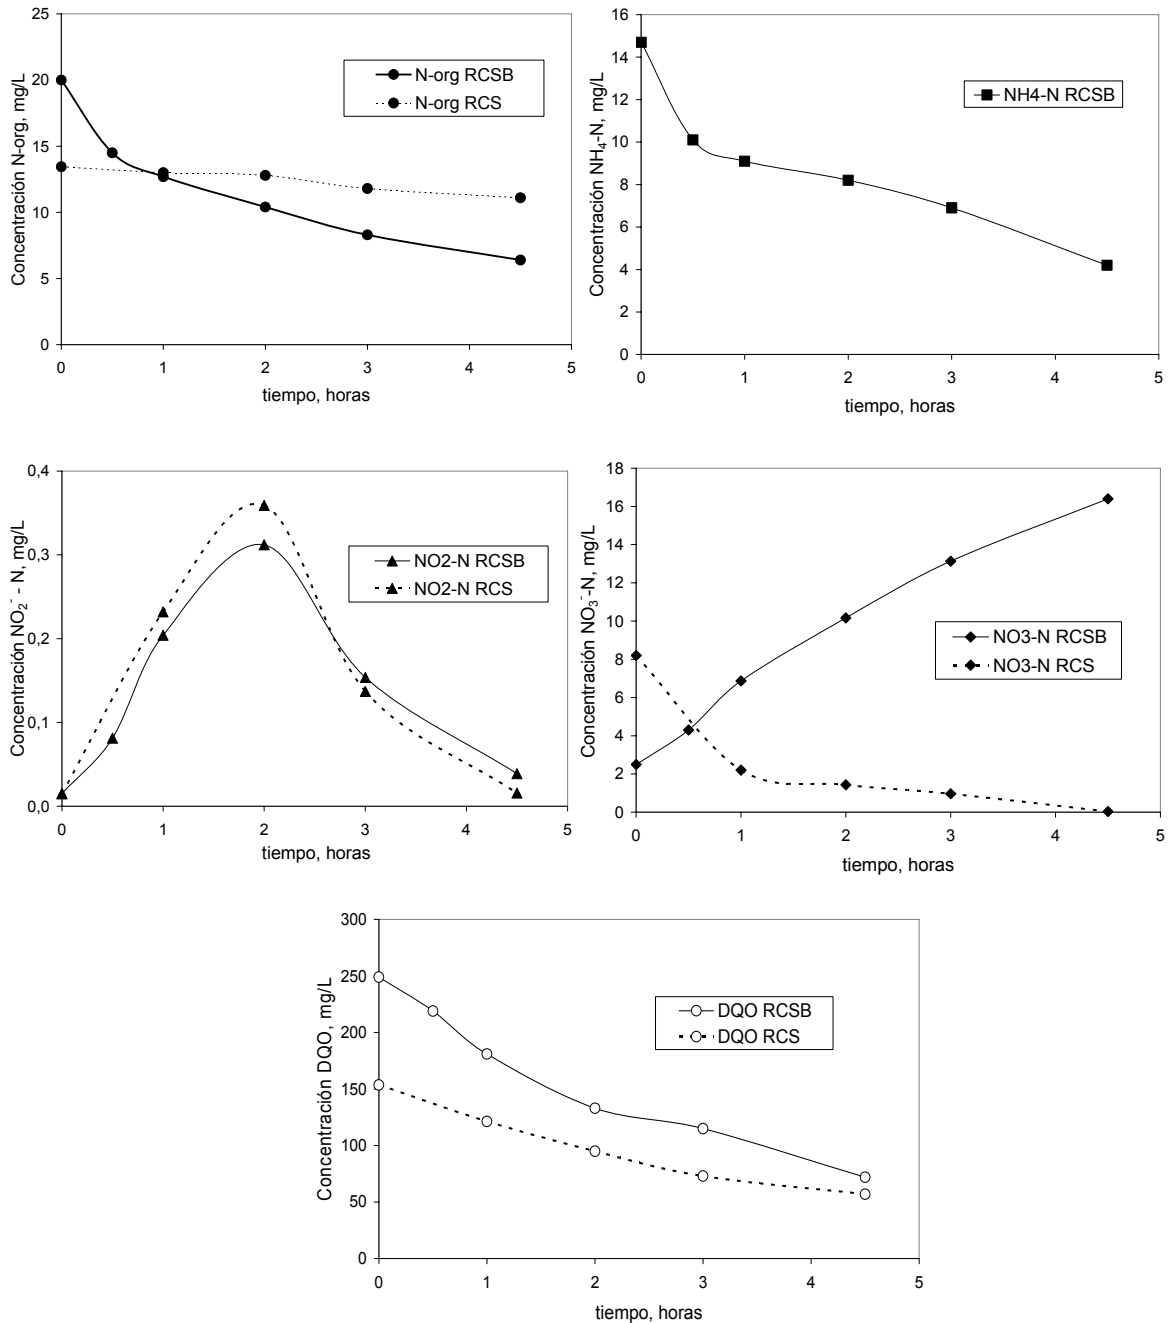 Concentración N-org, mg/L
25
20
15
10
5
0
N-org RCSB
N-org RCS
0 1 2 3 4 5
tiempo, horas
Concentración NH₄-N, mg/L
16
14
12
10
8
6
4
2
0
NH4-N RCSB
0 1 2 3 4 5
tiempo, horas
Concentración NO₂⁻ - N, mg/L
0,4
0,3
0,2
0,1
0,0
NO2-N RCSB
NO2-N RCS
0 1 2 3 4 5
tiempo, horas
Concentración NO₃⁻-N, mg/L
18
16
14
12
10
8
6
4
2
0
NO3-N RCSB
NO3-N RCS
0 1 2 3 4 5
tiempo, horas
Concentración DQO, mg/L
300
250
200
150
100
50
0
DQO RCSB
DQO RCS
0 1 2 3 4 5
tiempo, horas